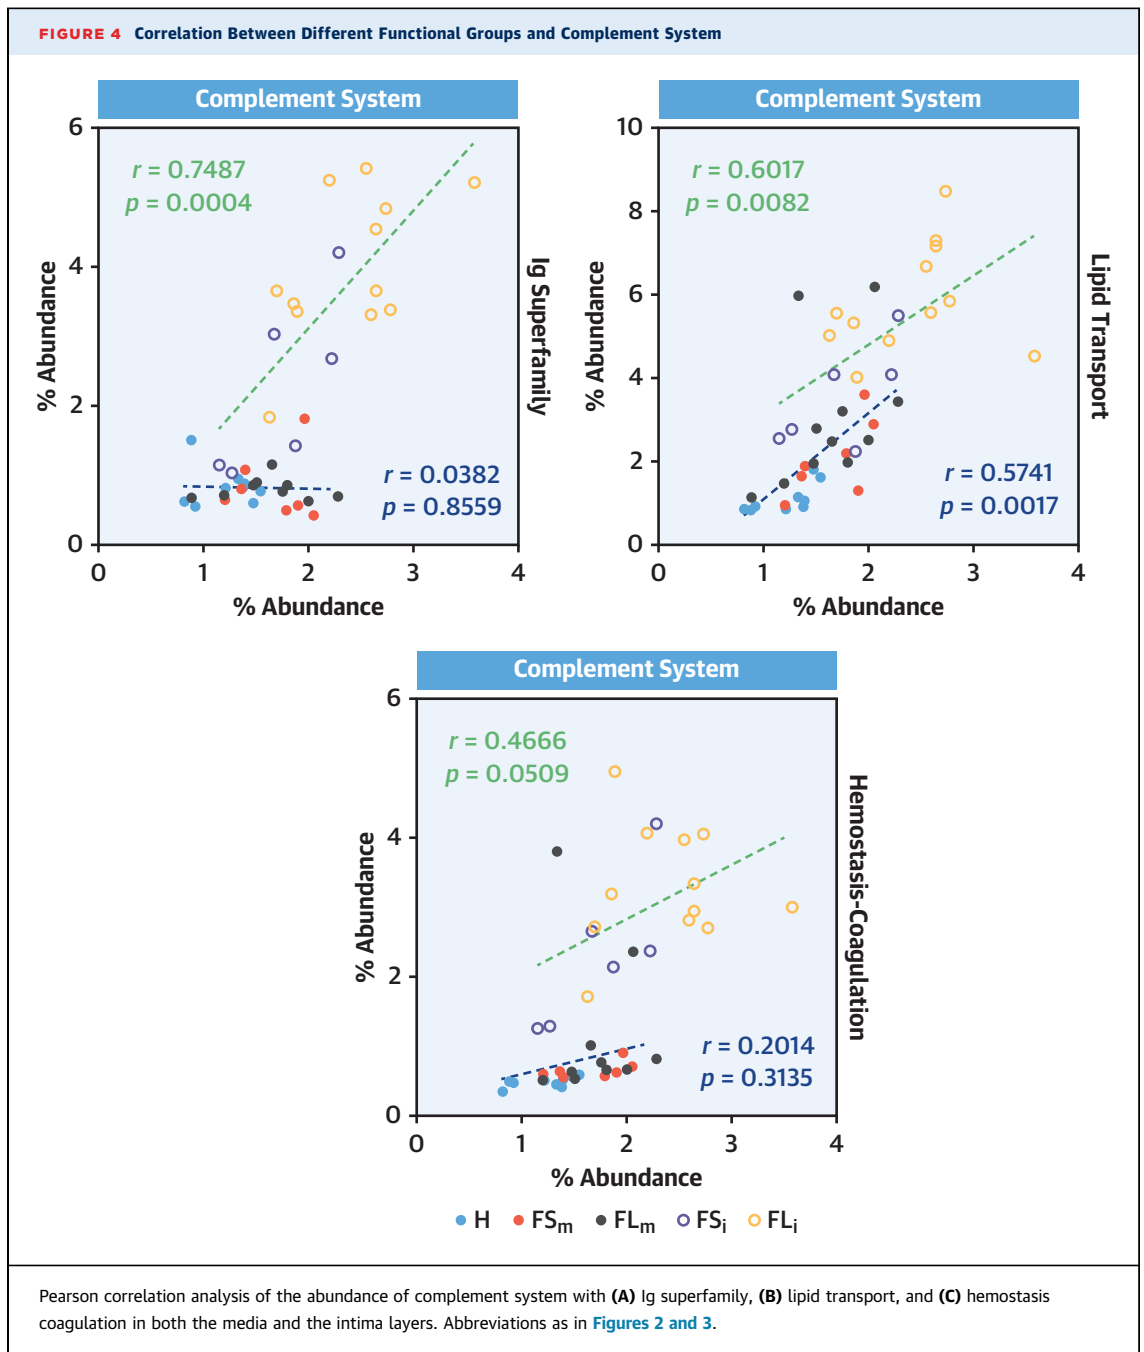 FIGURE 4 Correlation Between Different Functional Groups and Complement System
Complement System
6
4
2
0
0 1 2 3 4
% Abundance
% Abundance
Ig Superfamily
r = 0.7487
p = 0.0004
r = 0.0382
p = 0.8559
Complement System
10
8
6
4
2
0
0 1 2 3 4
% Abundance
% Abundance
Lipid Transport
r = 0.6017
p = 0.0082
r = 0.5741
p = 0.0017
Complement System
6
4
2
0
0 1 2 3 4
% Abundance
% Abundance
Hemostasis-Coagulation
r = 0.4666
p = 0.0509
r = 0.2014
p = 0.3135
H FSm FLm FSi FLi
Pearson correlation analysis of the abundance of complement system with (A) Ig superfamily, (B) lipid transport, and (C) hemostasis
coagulation in both the media and the intima layers. Abbreviations as in Figures 2 and 3.